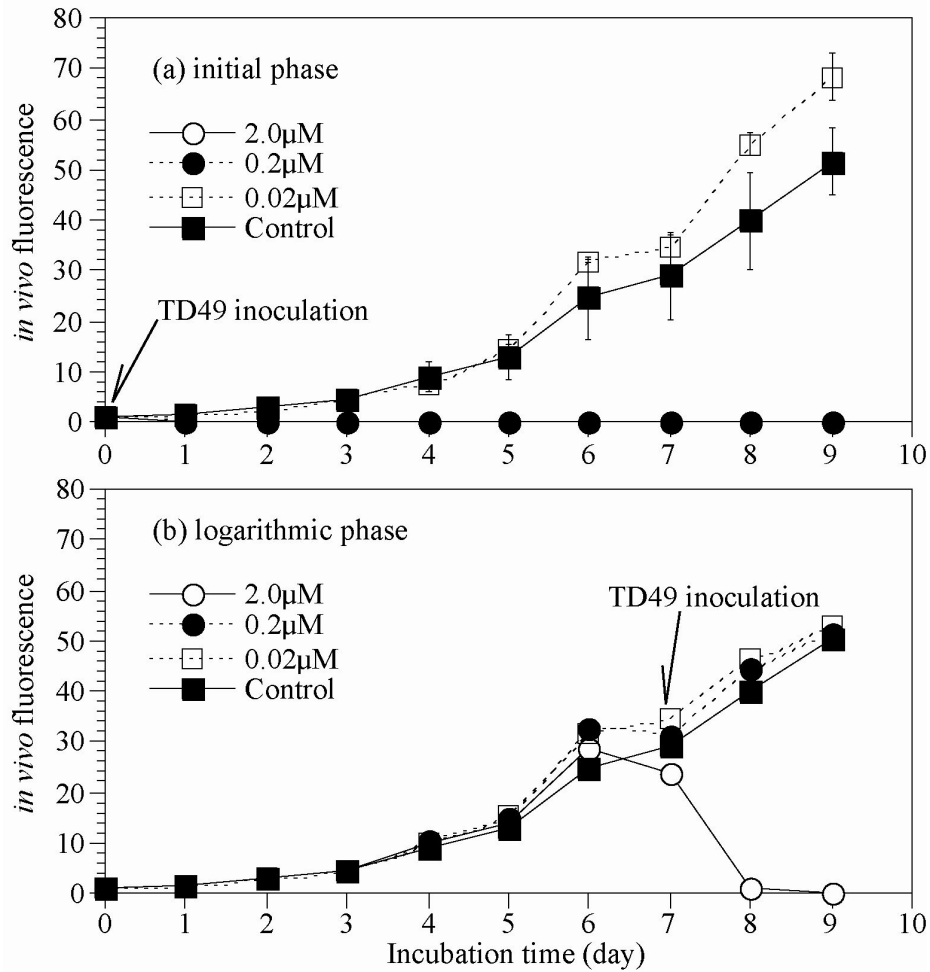 80
(a) initial phase
70
60
2.0μM
50
0.2μM
0.02μM
40
Control
30
20
TD49 inoculation
10
0
in vivo fluorescence
0 1 2 3 4 5 6 7 8 9 10
80
(b) logarithmic phase
70
60
2.0μM
TD49 inoculation
50
0.2μM
0.02μM
40
Control
30
20
10
0
in vivo fluorescence
0 1 2 3 4 5 6 7 8 9 10
Incubation time (day)